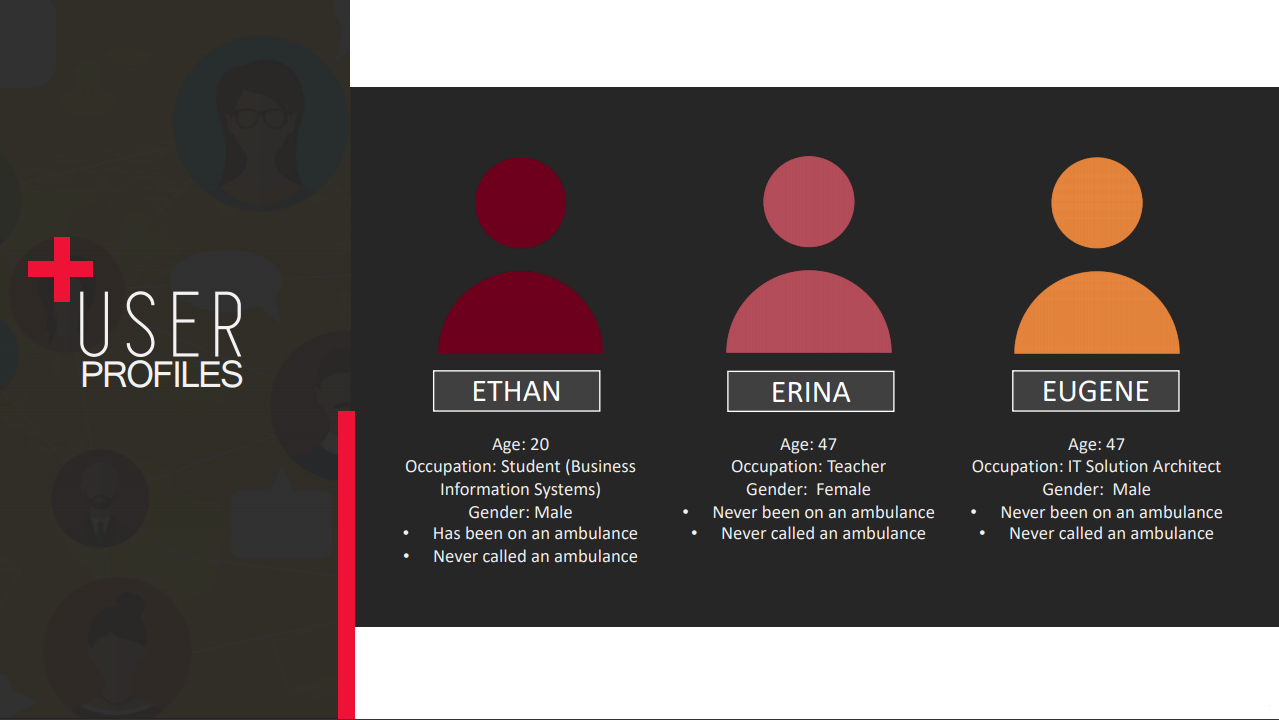 USER
PROFILES
ETHAN
Age: 20
Occupation: Student (Business
Information Systems)
Gender: Male
• Has been on an ambulance
• Never called an ambulance
ERINA
Age: 47
Occupation: Teacher
Gender:  Female
• Never been on an ambulance
• Never called an ambulance
EUGENE
Age: 47
Occupation: IT Solution Architect
Gender:  Male
• Never been on an ambulance
• Never called an ambulance